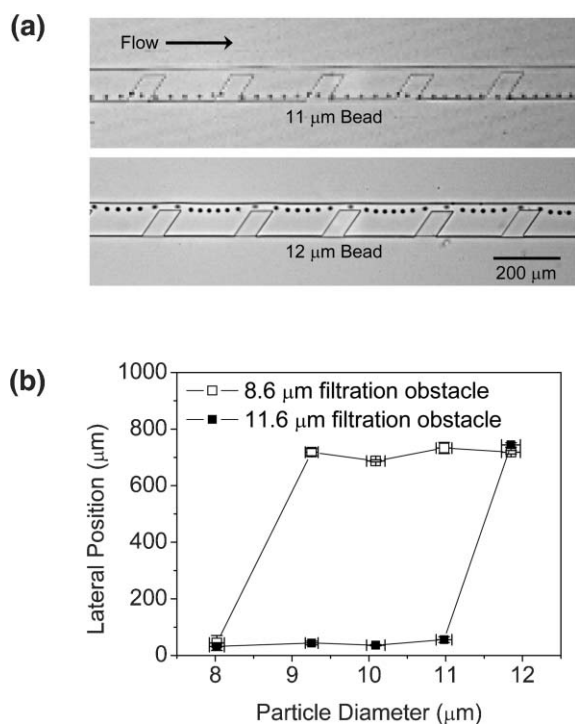 (a)
Flow
11 μm Bead
12 μm Bead
200 μm
(b)
1000
800
600
400
200
0
Lateral Position (μm)
8.6 μm filtration obstacle
11.6 μm filtration obstacle
8 9 10 11 12
Particle Diameter (μm)